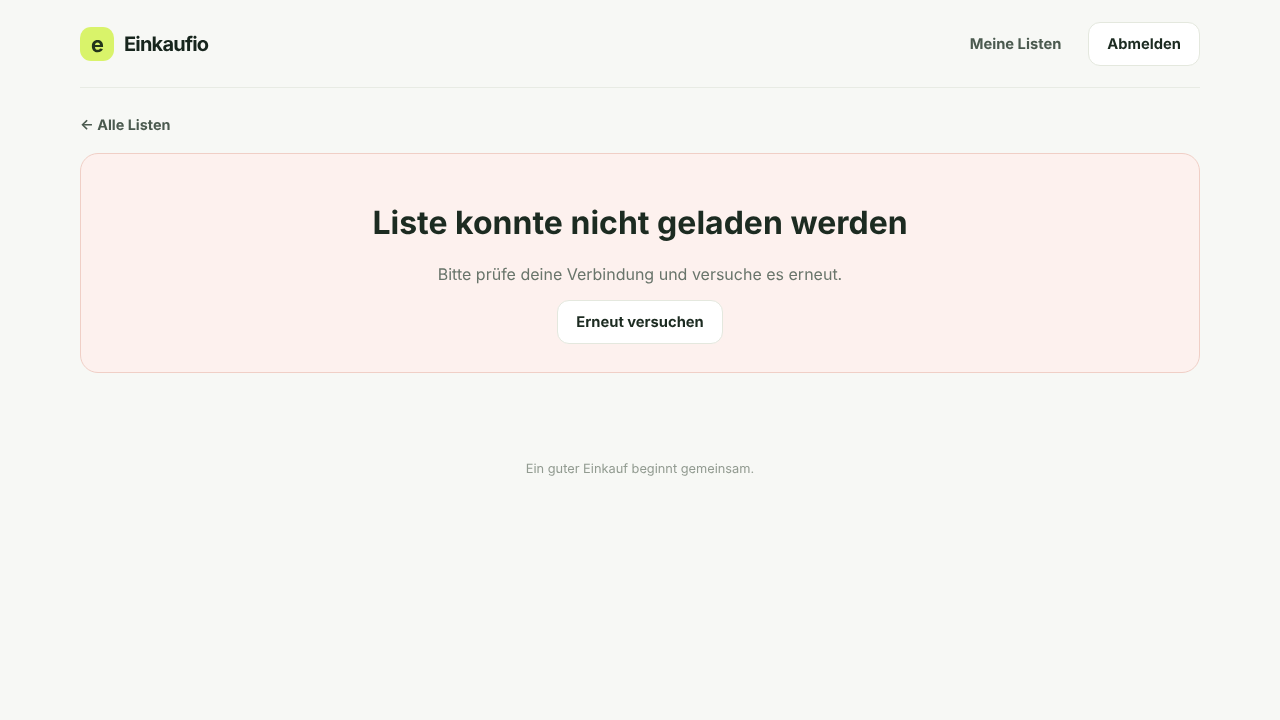 e Einkaufio
Meine Listen
Abmelden
← Alle Listen
Liste konnte nicht geladen werden
Bitte prüfe deine Verbindung und versuche es erneut.
Erneut versuchen
Ein guter Einkauf beginnt gemeinsam.